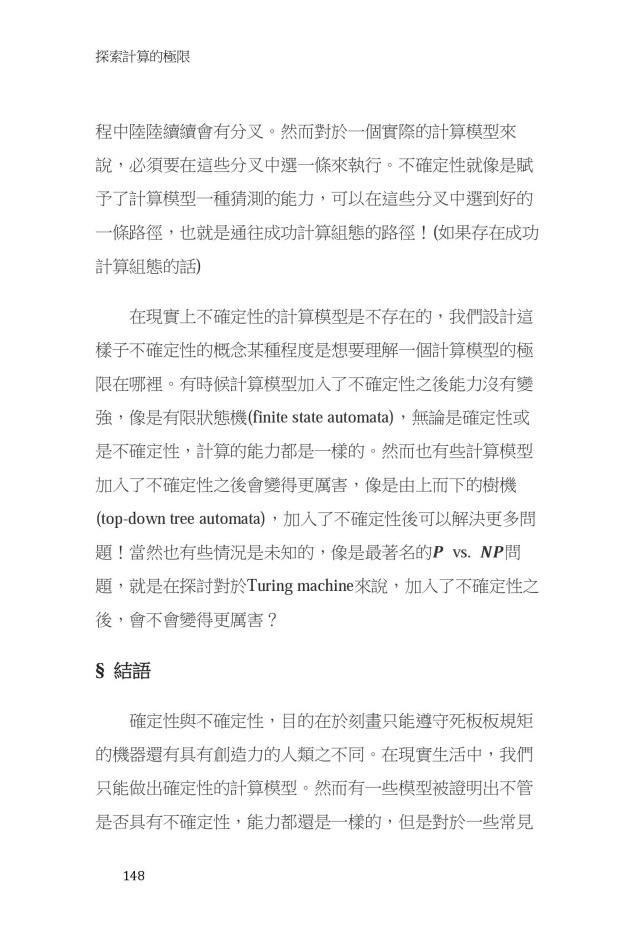 探索計算的極限
程中陸陸續續會有分叉。然而對於一個實際的計算模型來
說，必須要在這些分叉中選一條來執行。不確定性就像是賦
予了計算模型一種猜測的能力，可以在這些分叉中選到好的
一條路徑，也就是通往成功計算組態的路徑！(如果存在成功
計算組態的話)
在現實上不確定性的計算模型是不存在的，我們設計這
樣子不確定性的概念某種程度是想要理解一個計算模型的極
限在哪裡。有時候計算模型加入了不確定性之後能力沒有變
強，像是有限狀態機(finite state automata)，無論是確定性或
是不確定性，計算的能力都是一樣的。然而也有些計算模型
加入了不確定性之後會變得更厲害，像是由上而下的樹機
(top-down tree automata)，加入了不確定性後可以解決更多問
題！當然也有些情況是未知的，像是最著名的P vs. NP問
題，就是在探討對於Turing machine來說，加入了不確定性之
後，會不會變得更厲害？
§ 結語
確定性與不確定性，目的在於刻畫只能遵守死板板規矩
的機器還有具有創造力的人類之不同。在現實生活中，我們
只能做出確定性的計算模型。然而有一些模型被證明出不管
是否具有不確定性，能力都還是一樣的，但是對於一些常見
148